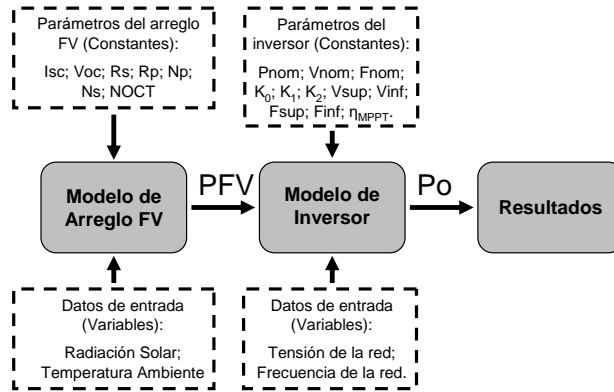 Parámetros del arreglo
FV (Constantes):
Isc; Voc; Rs; Rp; Np;
Ns; NOCT
Parámetros del
inversor (Constantes):
Pnom; Vnom; Fnom;
K₀; K₁; K₂; Vsup; Vinf;
Fsup; Finf; η_MPPT.
Modelo de
Arreglo FV
PFV
Modelo de
Inversor
Po
Resultados
Datos de entrada
(Variables):
Radiación Solar;
Temperatura Ambiente
Datos de entrada
(Variables):
Tensión de la red;
Frecuencia de la red.